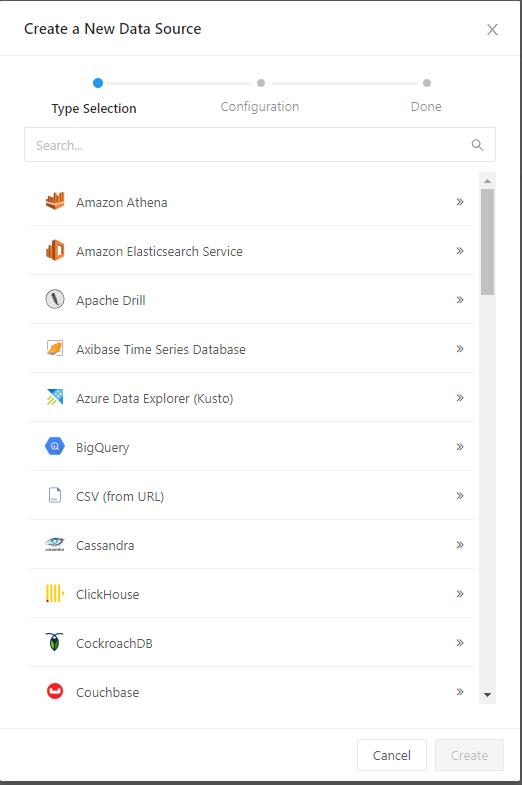 Create a New Data Source
Type Selection
Configuration
Done
Search...
Amazon Athena
Amazon Elasticsearch Service
Apache Drill
Axibase Time Series Database
Azure Data Explorer (Kusto)
BigQuery
CSV (from URL)
cassandra
Cassandra
ClickHouse
CockroachDB
Couchbase
Cancel
Create